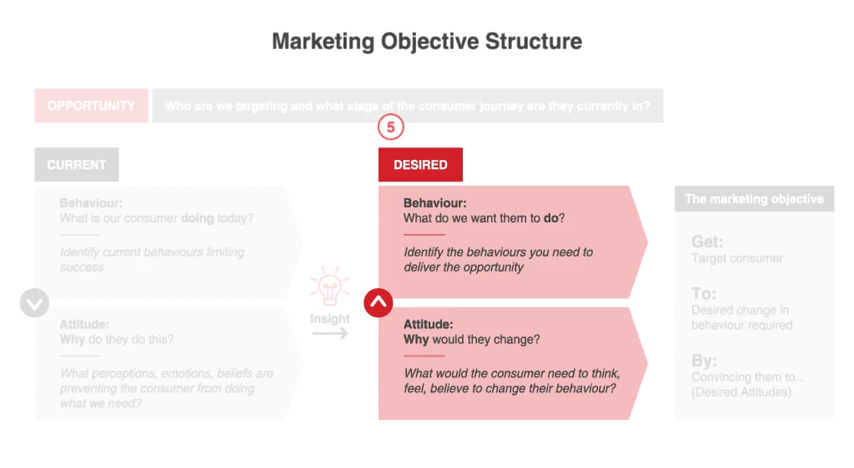 Marketing Objective Structure
OPPORTUNITY
Who are we targeting and what stage of the consumer journey are they currently in?
5
CURRENT
Behaviour:
What is our consumer doing today?
Identify current behaviours limiting
success
Attitude:
Why do they do this?
What perceptions, emotions, beliefs are
preventing the consumer from doing
what we need?
Insight
DESIRED
Behaviour:
What do we want them to do?
Identify the behaviours you need to
deliver the opportunity
Attitude:
Why would they change?
What would the consumer need to think,
feel, believe to change their behaviour?
The marketing objective
Get:
Target consumer
To:
Desired change in
behaviour required
By:
Convincing them to...
(Desired Attitudes)